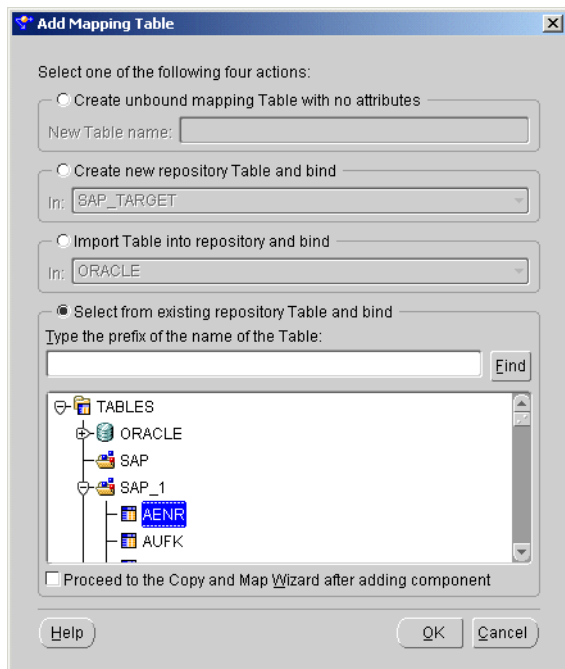 Add Mapping Table
Select one of the following four actions:
Create unbound mapping Table with no attributes
New Table name:
Create new repository Table and bind
In: SAP_TARGET
Import Table into repository and bind
In: ORACLE
Select from existing repository Table and bind
Type the prefix of the name of the Table:
Find
TABLES
ORACLE
SAP
SAP_1
AENR
AUFK
Proceed to the Copy and Map Wizard after adding component
Help OK Cancel